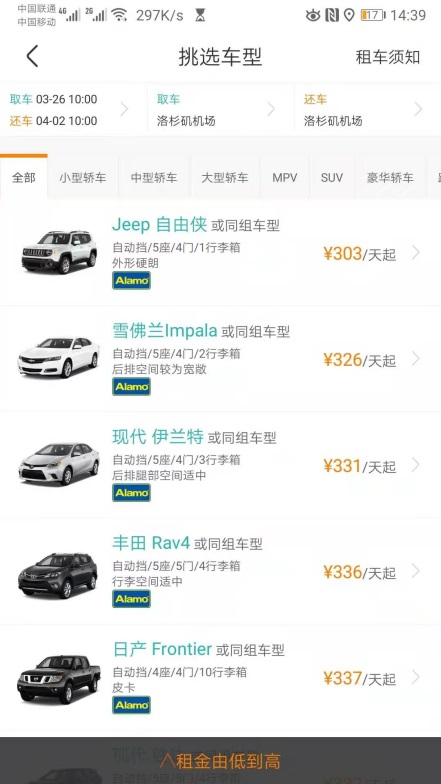 中国联通
中国移动
4G 2G 297K/s 17 14:39
挑选车型 租车须知
取车 03-26 10:00
还车 04-02 10:00
取车
洛杉矶机场
还车
洛杉矶机场
全部 小型轿车 中型轿车 大型轿车 MPV SUV 豪华轿车
Jeep 自由侠 或同组车型
自动挡/5座/4门/1行李箱
外形硬朗
Alamo
¥303/天起
雪佛兰Impala 或同组车型
自动挡/5座/4门/2行李箱
后排空间较为宽敞
Alamo
¥326/天起
现代 伊兰特 或同组车型
自动挡/5座/4门/3行李箱
后排腿部空间适中
Alamo
¥331/天起
丰田 Rav4 或同组车型
自动挡/5座/5门/4行李箱
行李空间适中
Alamo
¥336/天起
日产 Frontier 或同组车型
自动挡/4座/4门/10行李箱
皮卡
Alamo
¥337/天起
△租金由低到高